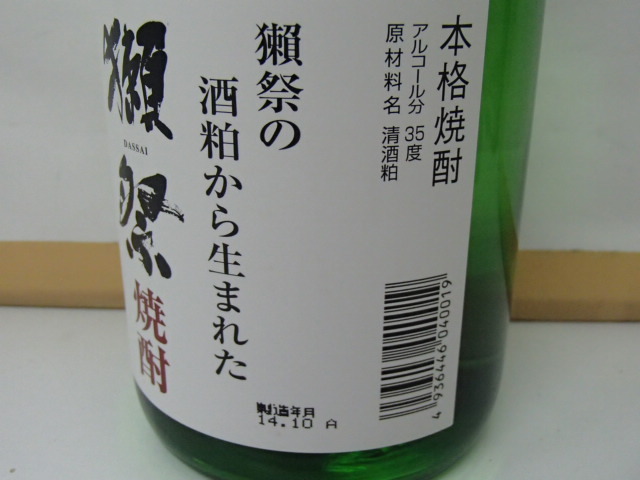 本格焼酎
アルコール分 35度
原材料名 清酒粕
獺祭の
酒粕から生まれた
獺祭
DASSAI
焼酎
製造年月
14.10 A
4 936446 040019